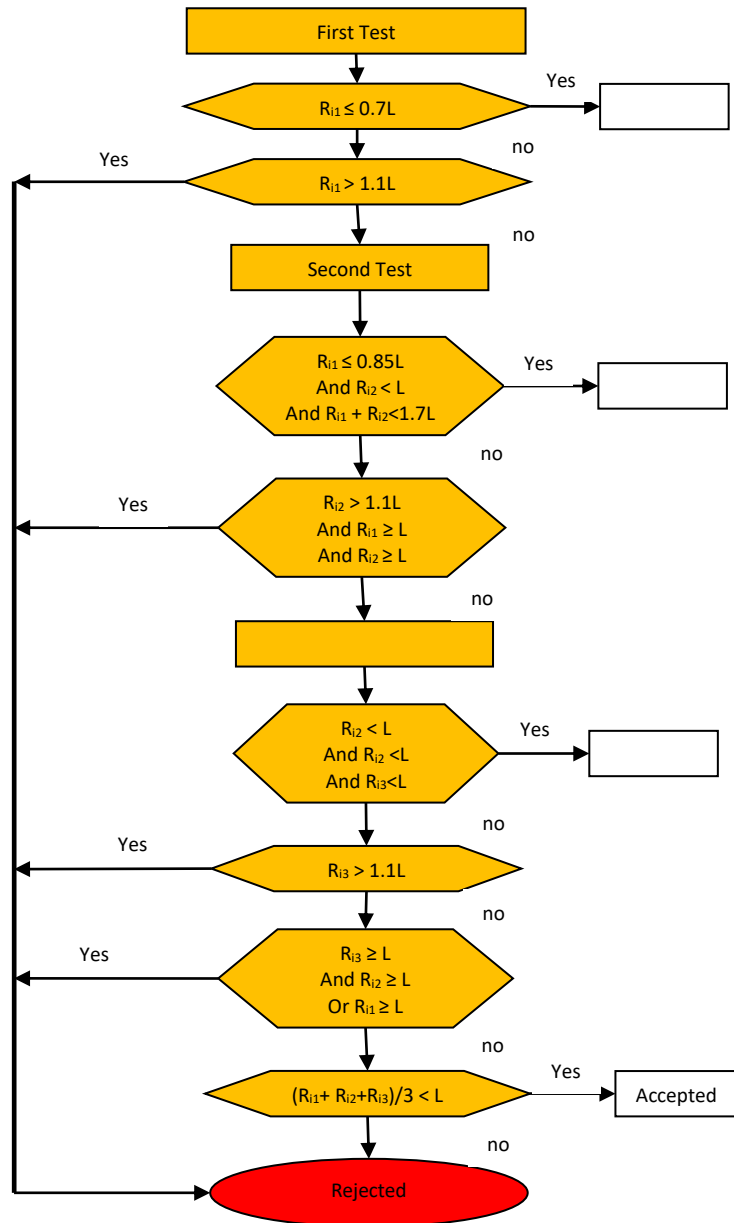 First Test
Yes
Ri1 ≤ 0.7L
no
Yes
Ri1 > 1.1L
no
Second Test
Ri1 ≤ 0.85L
And Ri2 < L
And Ri1 + Ri2<1.7L
Yes
no
Yes
Ri2 > 1.1L
And Ri1 ≥ L
And Ri2 ≥ L
no
Ri2 < L
And Ri2 <L
And Ri3<L
Yes
no
Yes
Ri3 > 1.1L
no
Yes
Ri3 ≥ L
And Ri2 ≥ L
Or Ri1 ≥ L
no
Yes
(Ri1+ Ri2+Ri3)/3 < L
Accepted
no
Rejected